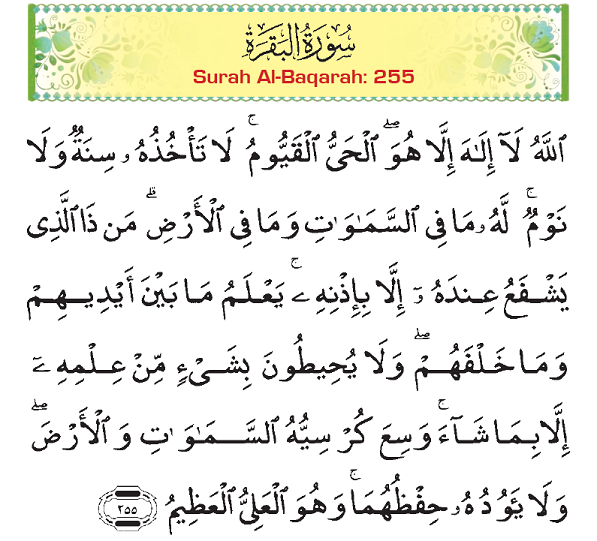 سُورَةُ الْبَقَرَةِ
Surah Al-Baqarah: 255
ٱللَّهُ لَآ إِلَـٰهَ إِلَّا هُوَ ۖ ٱلْحَىُّ ٱلْقَيُّومُ ۚ لَا تَأْخُذُهُۥ سِنَةٌ وَلَا
نَوْمٌ ۚ لَّهُۥ مَا فِى ٱلسَّمَـٰوَٰتِ وَمَا فِى ٱلْأَرْضِ ۗ مَن ذَا ٱلَّذِى
يَشْفَعُ عِندَهُۥٓ إِلَّا بِإِذْنِهِۦ ۚ يَعْلَمُ مَا بَيْنَ أَيْدِيهِمْ
وَمَا خَلْفَهُمْ ۖ وَلَا يُحِيطُونَ بِشَىْءٍ مِّنْ عِلْمِهِۦٓ
إِلَّا بِمَا شَآءَ ۚ وَسِعَ كُرْسِيُّهُ ٱلسَّمَـٰوَٰتِ وَٱلْأَرْضَ ۖ
وَلَا يَـُٔودُهُۥ حِفْظُهُمَا ۚ وَهُوَ ٱلْعَلِىُّ ٱلْعَظِيمُ ٢٥٥